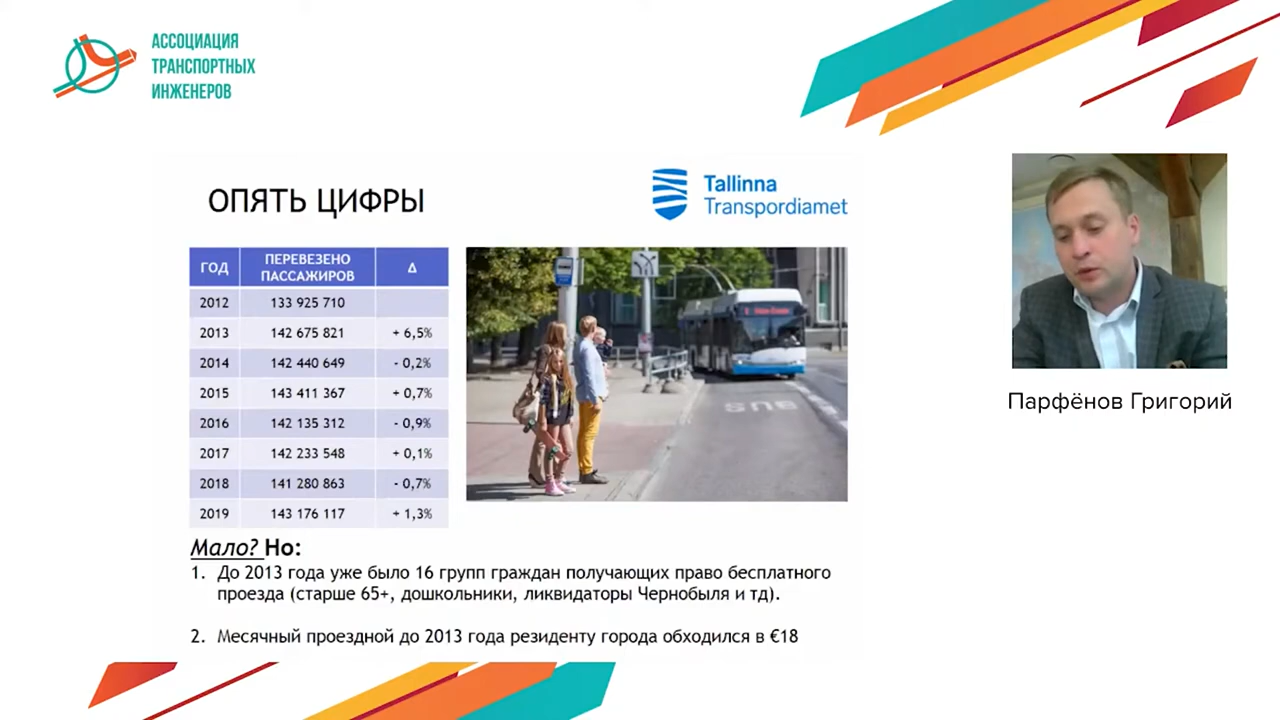 АССОЦИАЦИЯ
ТРАНСПОРТНЫХ
ИНЖЕНЕРОВ
ОПЯТЬ ЦИФРЫ
Tallinna
Transpordiamet
ГОД ПЕРЕВЕЗЕНО ПАССАЖИРОВ Δ
2012 133 925 710
2013 142 675 821 + 6,5%
2014 142 440 649 - 0,2%
2015 143 411 367 + 0,7%
2016 142 135 312 - 0,9%
2017 142 233 548 + 0,1%
2018 141 280 863 - 0,7%
2019 143 176 117 + 1,3%
BUS
Мало? Но:
1. До 2013 года уже было 16 групп граждан получающих право бесплатного
проезда (старше 65+, дошкольники, ликвидаторы Чернобыля и тд).
2. Месячный проездной до 2013 года резиденту города обходился в €18
Парфёнов Григорий